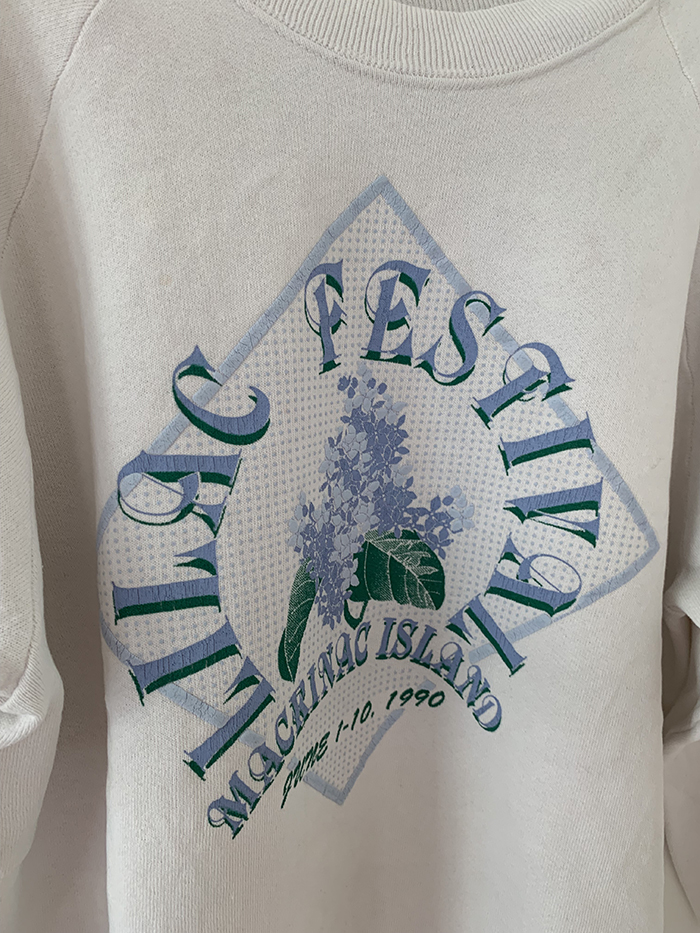 LILAC FESTIVAL
MACKINAC ISLAND
JUNE 1-10, 1990